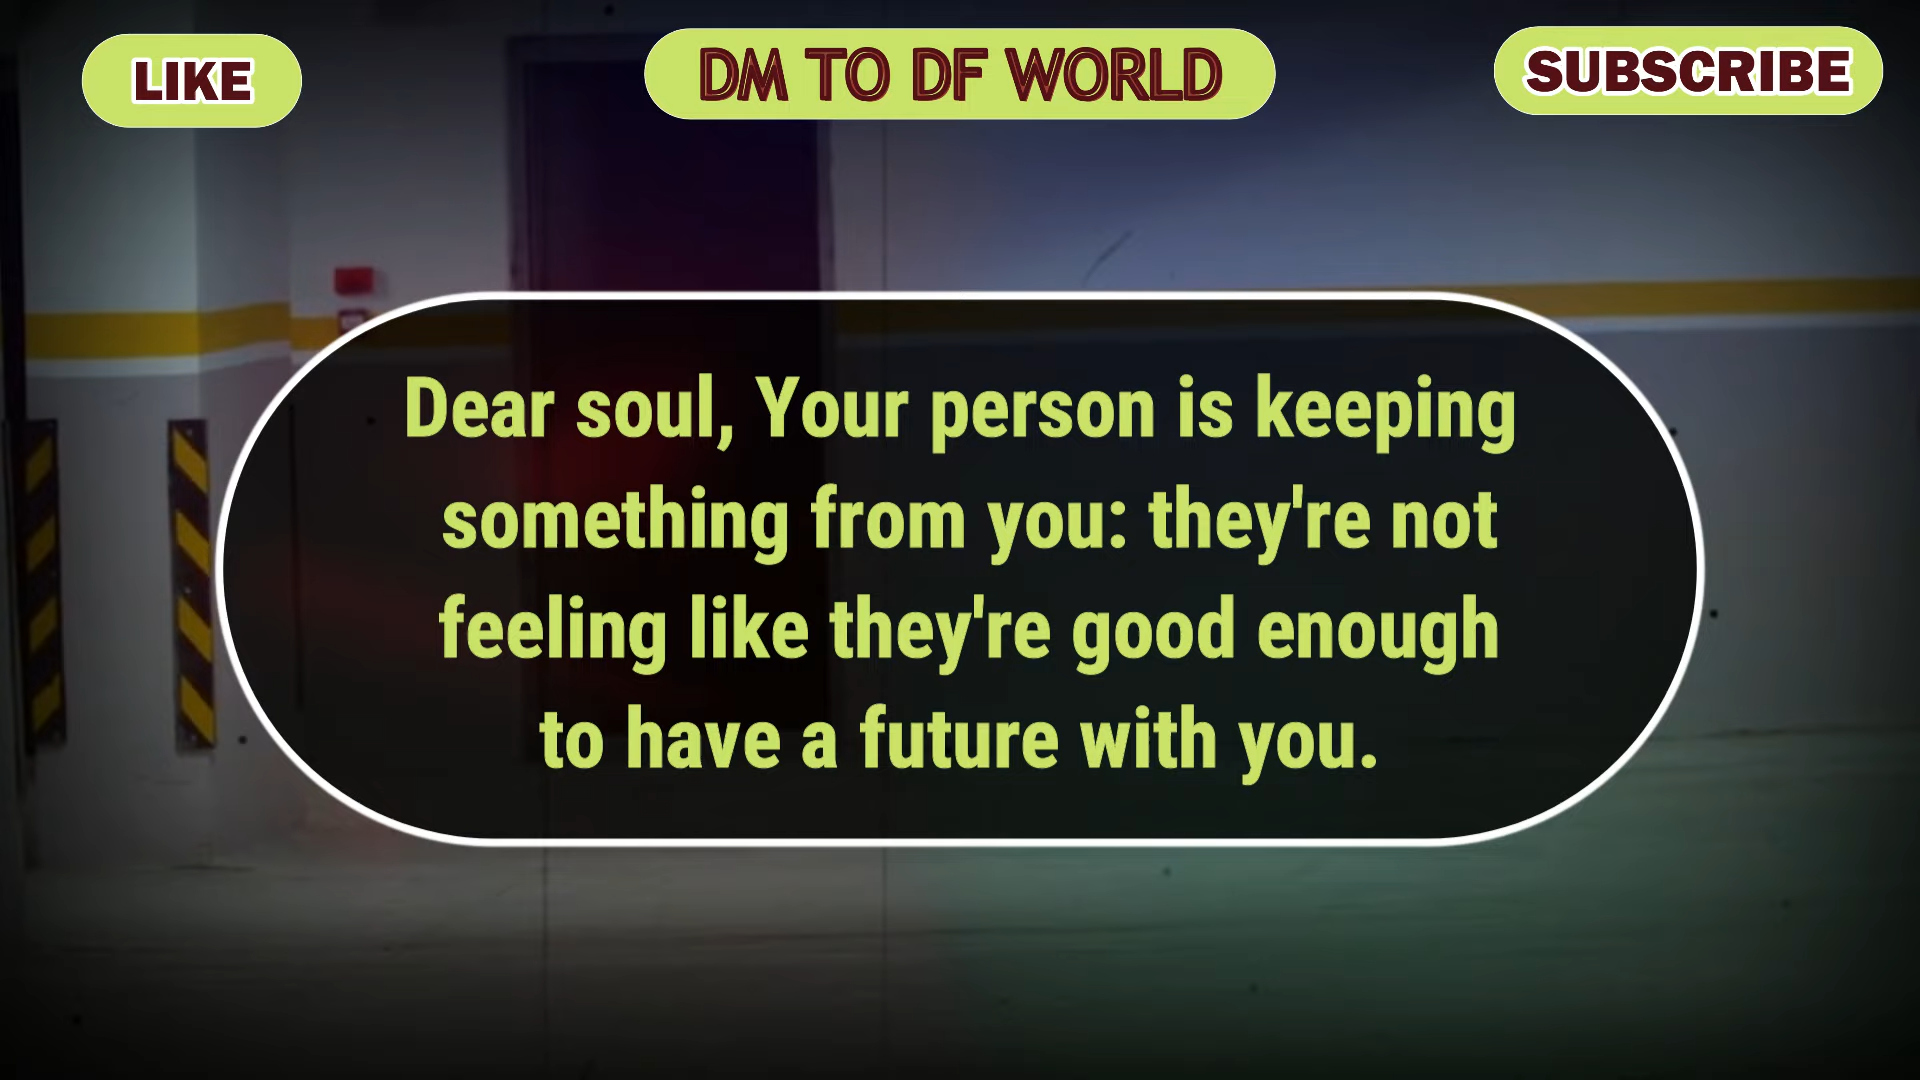 LIKE
DM TO DF WORLD
SUBSCRIBE
Dear soul, Your person is keeping
something from you: they're not
feeling like they're good enough
to have a future with you.